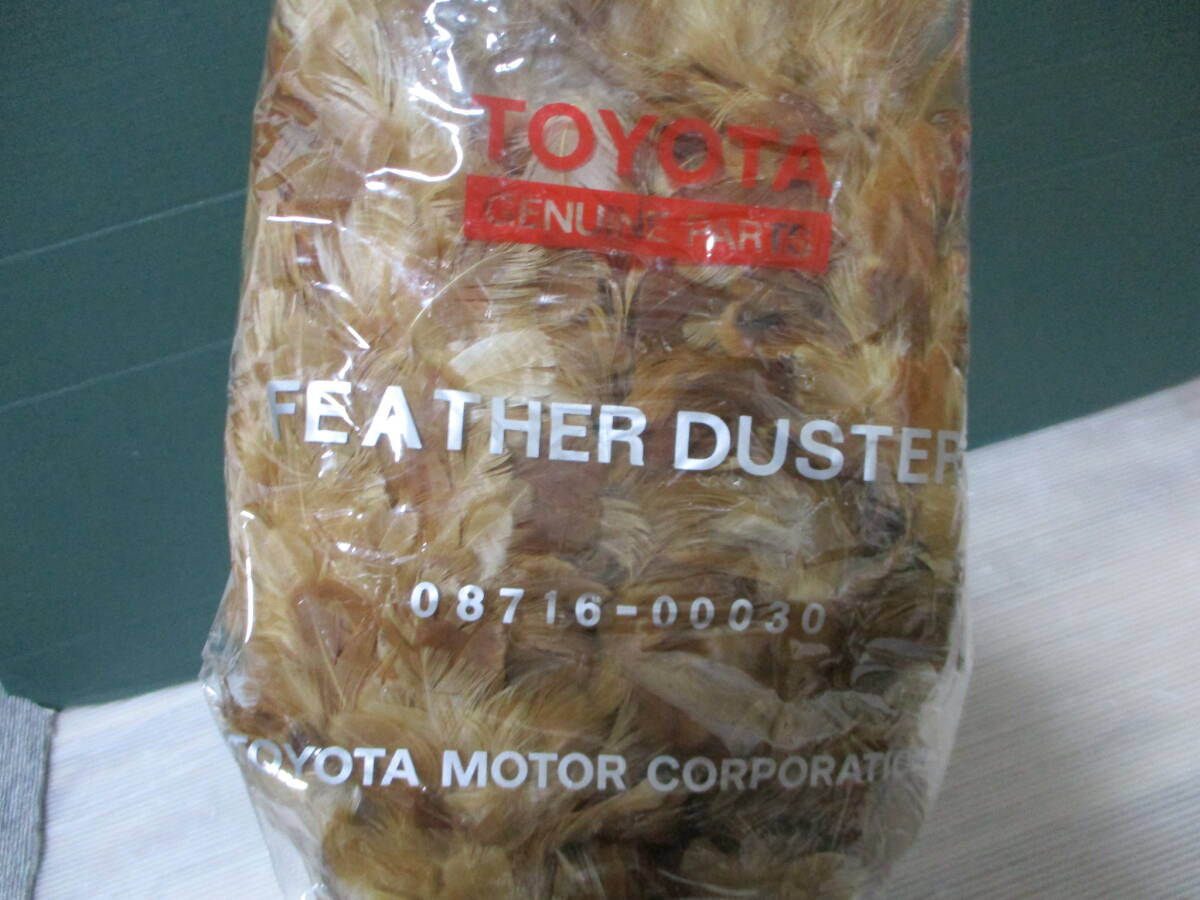 TOYOTA
GENUINE PARTS
FEATHER DUSTER
08716-00030
TOYOTA MOTOR CORPORATION